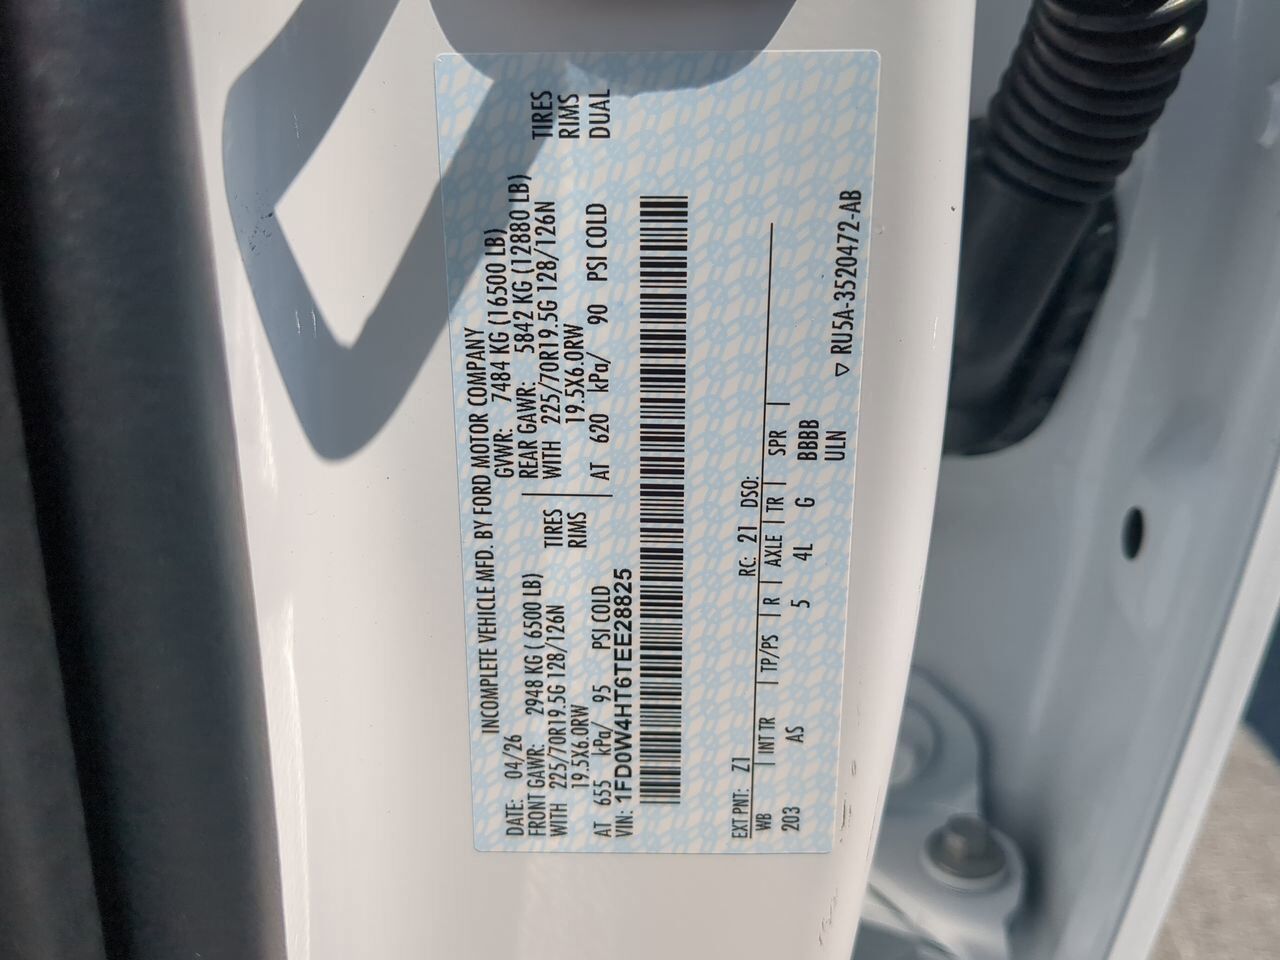 INCOMPLETE VEHICLE MFD. BY FORD MOTOR COMPANY
DATE: 04/26 GVWR: 7484 KG (16500 LB)
FRONT GAWR: 2948 KG ( 6500 LB) REAR GAWR: 5842 KG (12880 LB)
WITH 225/70R19.5G 128/126N TIRES WITH 225/70R19.5G 128/126N TIRES
19.5X6.0RW RIMS 19.5X6.0RW RIMS
AT 655 kPa/ 95 PSI COLD AT 620 kPa/ 90 PSI COLD DUAL
VIN: 1FD0W4HT6TEE28825
EXT PNT: Z1 RC: 21 DSO:
WB INT TR TP/PS R AXLE TR SPR
203 AS 5 4L G BBBB
ULN
▽ RU5A-3520472-AB